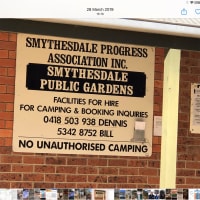 28 March 2019
SMYTHESDALE PROGRESS
ASSOCIATION INC.
SMYTHESDALE
PUBLIC GARDENS
FACILITIES FOR HIRE
FOR CAMPING & BOOKING INQUIRIES
0418 503 938 DENNIS
5342 8752 BILL
NO UNAUTHORISED CAMPING